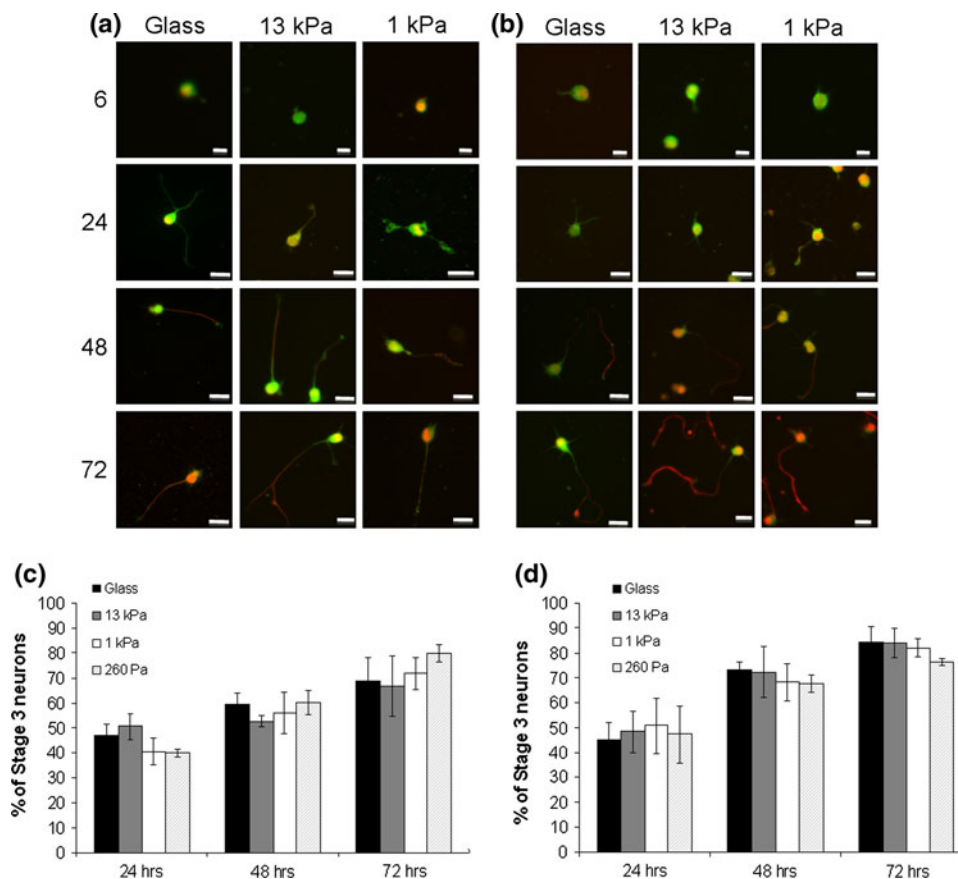 (a) Glass 13 kPa 1 kPa
6
24
48
72
(b) Glass 13 kPa 1 kPa
(c)
% of Stage 3 neurons
100
90
80
70
60
50
40
30
20
10
0
Glass
13 kPa
1 kPa
260 Pa
24 hrs 48 hrs 72 hrs
(d)
% of Stage 3 neurons
100
90
80
70
60
50
40
30
20
10
0
Glass
13 kPa
1 kPa
260 Pa
24 hrs 48 hrs 72 hrs